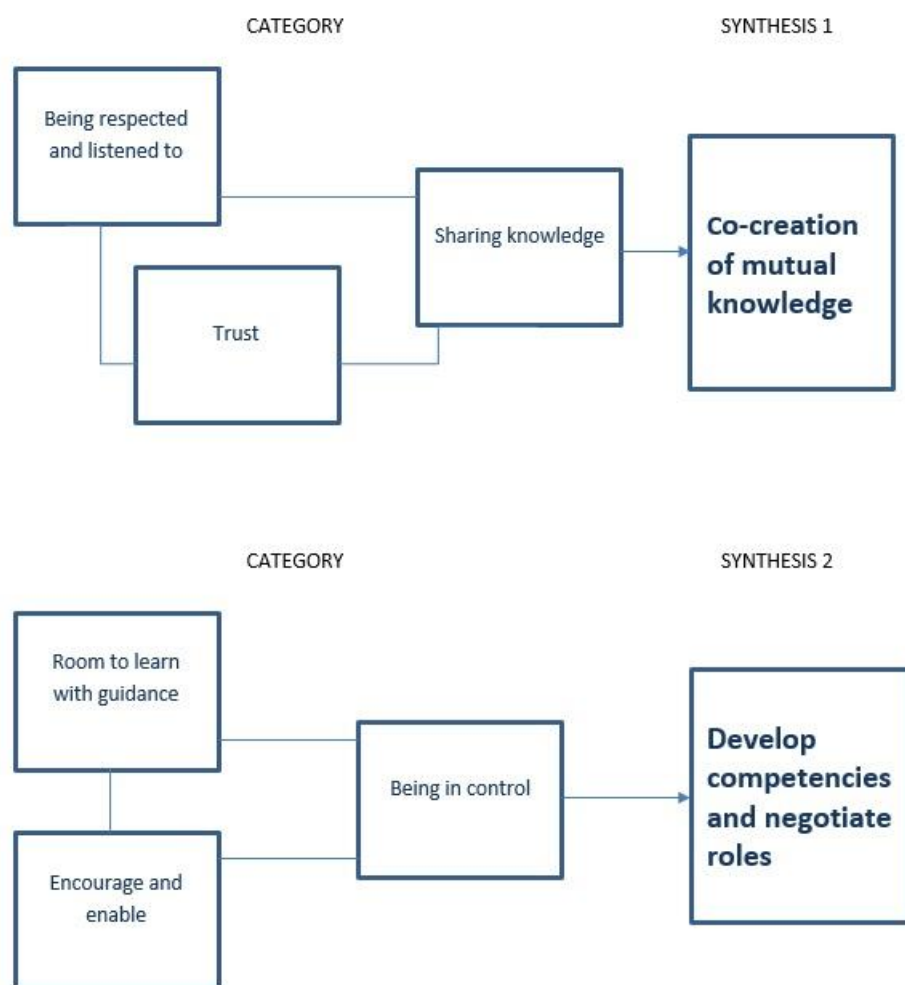 CATEGORY
SYNTHESIS 1
Being respected
and listened to
Sharing knowledge
Trust
Co-creation
of mutual
knowledge
CATEGORY
SYNTHESIS 2
Room to learn
with guidance
Being in control
Encourage and
enable
Develop
competencies
and negotiate
roles